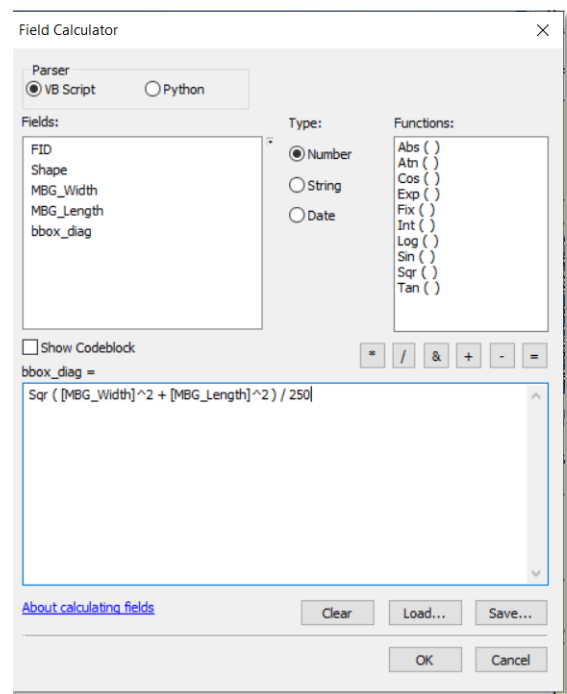 Field Calculator
Parser
VB Script Python
Fields:
FID
Shape
MBG_Width
MBG_Length
bbox_diag
Type:
Number
String
Date
Functions:
Abs ( )
Atn ( )
Cos ( )
Exp ( )
Fix ( )
Int ( )
Log ( )
Sin ( )
Sqr ( )
Tan ( )
Show Codeblock
* / & + - =
bbox_diag =
Sqr ( [MBG_Width]^2 + [MBG_Length]^2 ) / 250
About calculating fields
Clear Load... Save...
OK Cancel